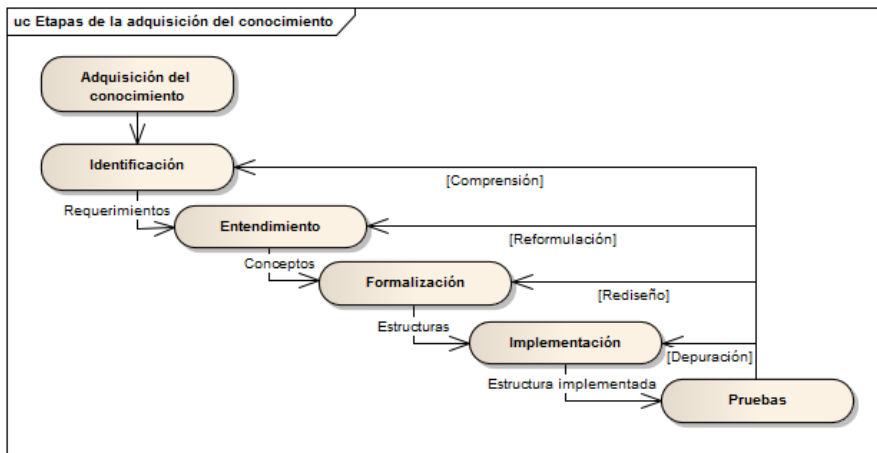 uc Etapas de la adquisición del conocimiento
Adquisición del
conocimiento
Identificación
[Comprensión]
Requerimientos
Entendimiento
[Reformulación]
Conceptos
Formalización
[Rediseño]
Estructuras
Implementación
[Depuración]
Estructura implementada
Pruebas